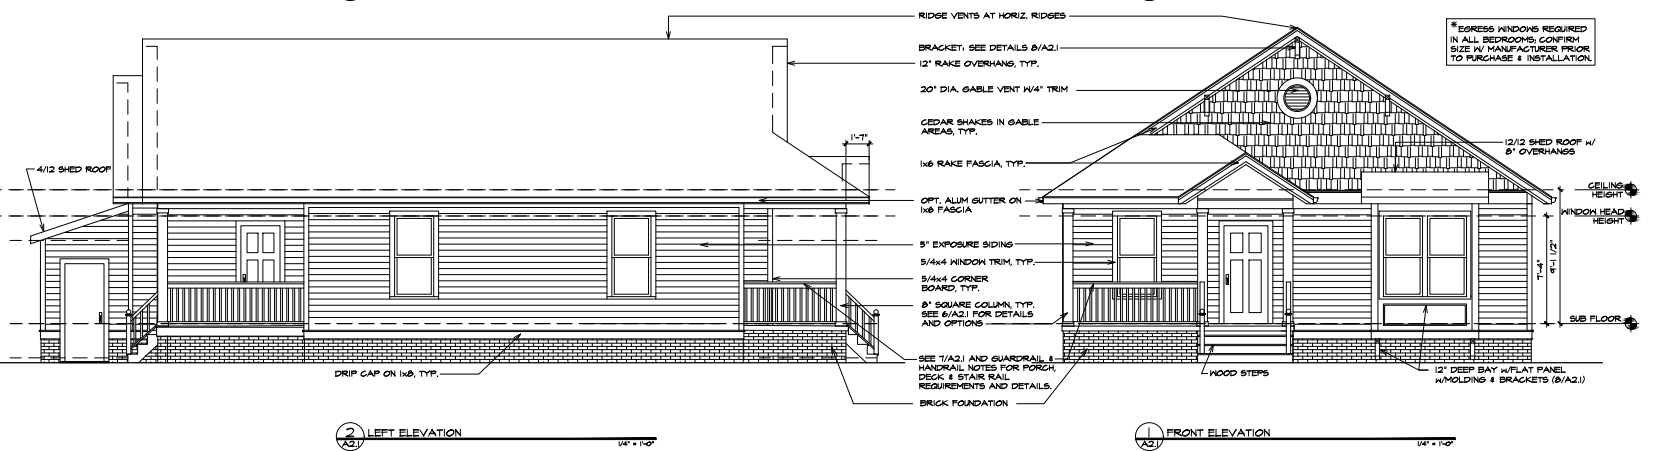 RIDGE VENTS AT HORIZ. RIDGES
BRACKET; SEE DETAILS 8/A2.1
12" RAKE OVERHANG, TYP.
20" DIA. GABLE VENT W/4" TRIM
CEDAR SHAKES IN GABLE
AREAS, TYP.
1x6 RAKE FASCIA, TYP.
OPT. ALUM GUTTER ON
1x6 FASCIA
5" EXPOSURE SIDING
5/4x4 WINDOW TRIM, TYP.
5/4x4 CORNER
BOARD, TYP.
8" SQUARE COLUMN, TYP.
SEE 6/A2.1 FOR DETAILS
AND OPTIONS
SEE 7/A2.1 AND GUARDRAIL &
HANDRAIL NOTES FOR PORCH,
DECK & STAIR RAIL
REQUIREMENTS AND DETAILS.
BRICK FOUNDATION
4/12 SHED ROOF
1'-7"
DRIP CAP ON 1x8, TYP.
2
A2.1
LEFT ELEVATION
1/4" = 1'-0"
*EGRESS WINDOWS REQUIRED
IN ALL BEDROOMS; CONFIRM
SIZE W/ MANUFACTURER PRIOR
TO PURCHASE & INSTALLATION.
12/12 SHED ROOF W/
8" OVERHANGS
CEILING
HEIGHT
WINDOW HEAD
HEIGHT
7'-4"
9'-1 1/2"
SUB FLOOR
WOOD STEPS
12" DEEP BAY W/FLAT PANEL
W/MOLDING & BRACKETS (8/A2.1)
1
A2.1
FRONT ELEVATION
1/4" = 1'-0"